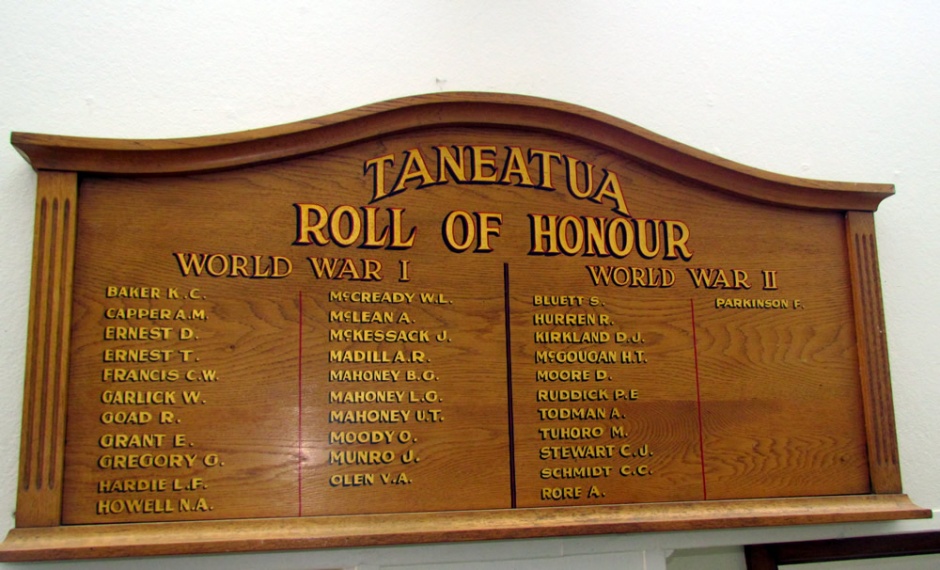 TANEATUA
ROLL OF HONOUR
WORLD WAR I
BAKER K.C.
CAPPER A.M.
ERNEST D.
ERNEST T.
FRANCIS C.W.
GARLICK W.
GOAD R.
GRANT E.
GREGORY G.
HARDIE L.F.
HOWELL N.A.
McCREADY W.L.
McLEAN A.
McKESSACK J.
MADILL A.R.
MAHONEY B.G.
MAHONEY L.G.
MAHONEY U.T.
MOODY O.
MUNRO J.
OLEN V.A.
WORLD WAR II
BLUETT S.
HURREN R.
KIRKLAND D.J.
McGOUGAN H.T.
MOORE D.
RUDDICK P.E
TODMAN A.
TUHORO M.
STEWART C.J.
SCHMIDT C.C.
RORE A.
PARKINSON F.